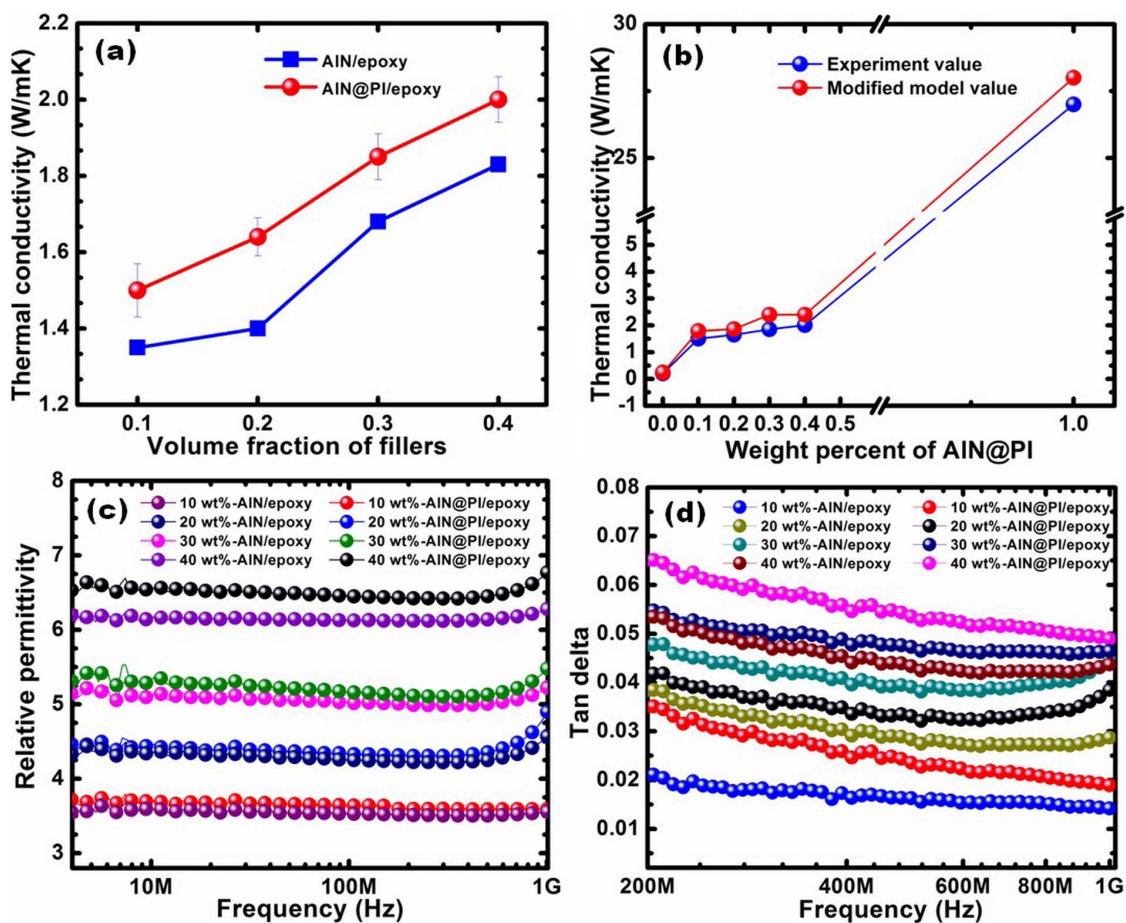 (a)
AlN/epoxy
AlN@PI/epoxy
Thermal conductivity (W/mK)
2.2
2.0
1.8
1.6
1.4
1.2
0.1 0.2 0.3 0.4
Volume fraction of fillers
(b)
Experiment value
Modified model value
Thermal conductivity (W/mK)
30
25
5
4
3
2
1
0
-1
0.0 0.1 0.2 0.3 0.4 0.5 1.0
Weight percent of AlN@PI
(c)
10 wt%-AlN/epoxy 10 wt%-AlN@PI/epoxy
20 wt%-AlN/epoxy 20 wt%-AlN@PI/epoxy
30 wt%-AlN/epoxy 30 wt%-AlN@PI/epoxy
40 wt%-AlN/epoxy 40 wt%-AlN@PI/epoxy
Relative permittivity
8
7
6
5
4
3
10M 100M 1G
Frequency (Hz)
(d)
10 wt%-AlN/epoxy 10 wt%-AlN@PI/epoxy
20 wt%-AlN/epoxy 20 wt%-AlN@PI/epoxy
30 wt%-AlN/epoxy 30 wt%-AlN@PI/epoxy
40 wt%-AlN/epoxy 40 wt%-AlN@PI/epoxy
Tan delta
0.08
0.07
0.06
0.05
0.04
0.03
0.02
0.01
200M 400M 600M 800M 1G
Frequency (Hz)